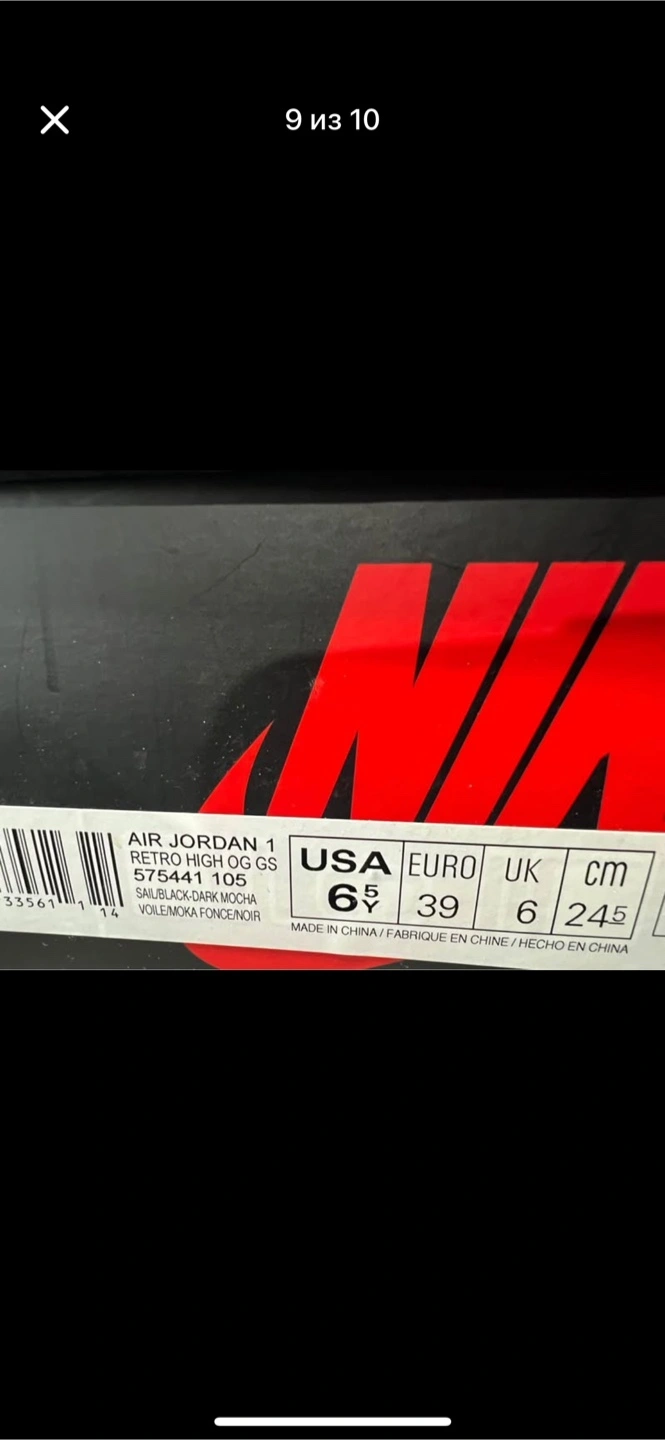 9 из 10
AIR JORDAN 1
RETRO HIGH OG GS
575441 105
SAIL/BLACK-DARK MOCHA
VOILE/MOKA FONCE/NOIR
33561 1
14
USA EURO UK cm
6 5 Y 39 6 24 5
MADE IN CHINA / FABRIQUE EN CHINE / HECHO EN CHINA